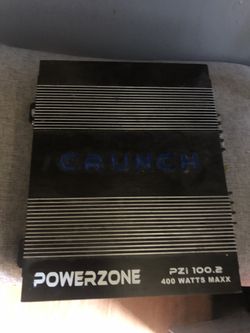 CRUNCH
POWERZONE
PZi 100.2
400 WATTS MAXX